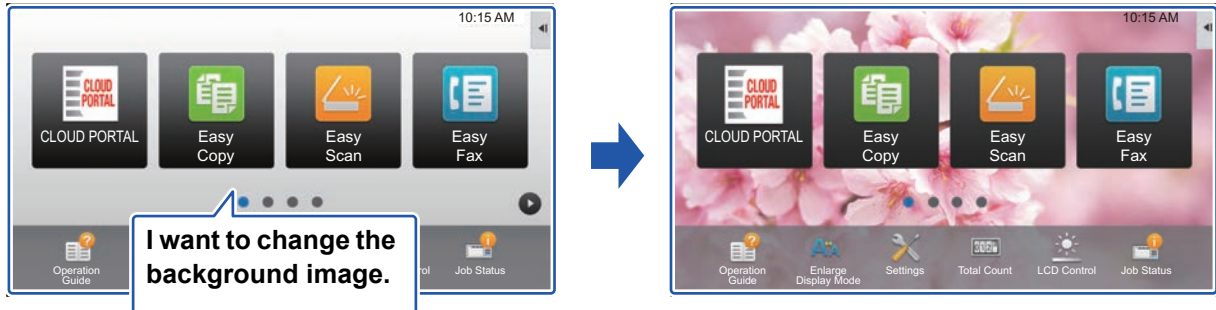 10:15 AM
CLOUD
PORTAL
CLOUD PORTAL
Easy
Copy
Easy
Scan
Easy
Fax
I want to change the
background image.
Operation
Guide
rol
Job Status
10:15 AM
CLOUD
PORTAL
CLOUD PORTAL
Easy
Copy
Easy
Scan
Easy
Fax
Operation
Guide
Enlarge
Display Mode
Settings
Total Count
LCD Control
Job Status